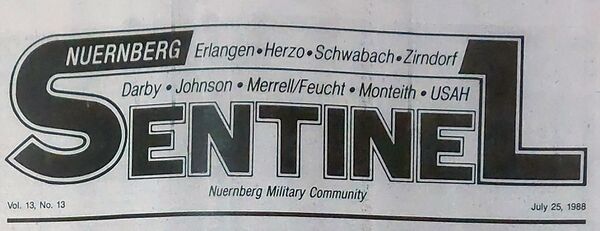 NUERNBERG Erlangen • Herzo • Schwabach • Zirndorf
Darby • Johnson • Merrell/Feucht • Monteith • USAH
SENTINEL
Nuernberg Military Community
Vol. 13, No. 13 July 25, 1988